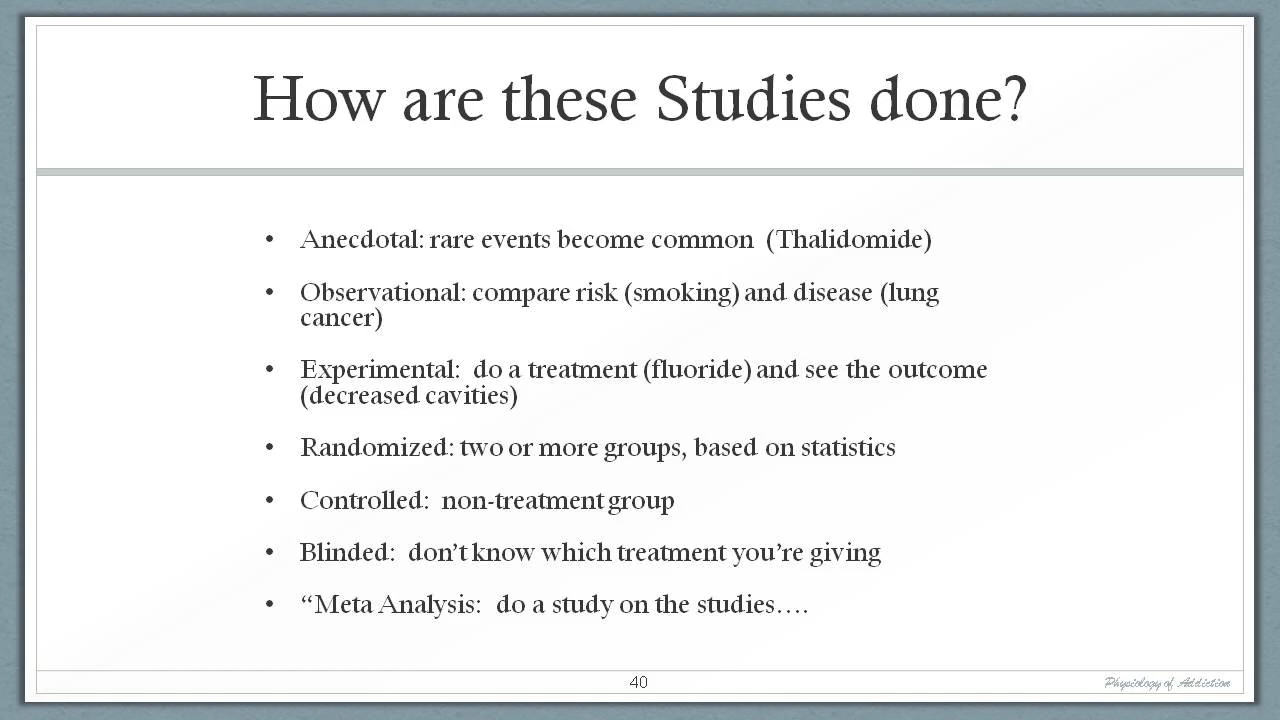 How are these Studies done?
• Anecdotal: rare events become common (Thalidomide)
• Observational: compare risk (smoking) and disease (lung
cancer)
• Experimental: do a treatment (fluoride) and see the outcome
(decreased cavities)
• Randomized: two or more groups, based on statistics
• Controlled: non-treatment group
• Blinded: don’t know which treatment you’re giving
• “Meta Analysis: do a study on the studies….
40
Physiology of Addiction